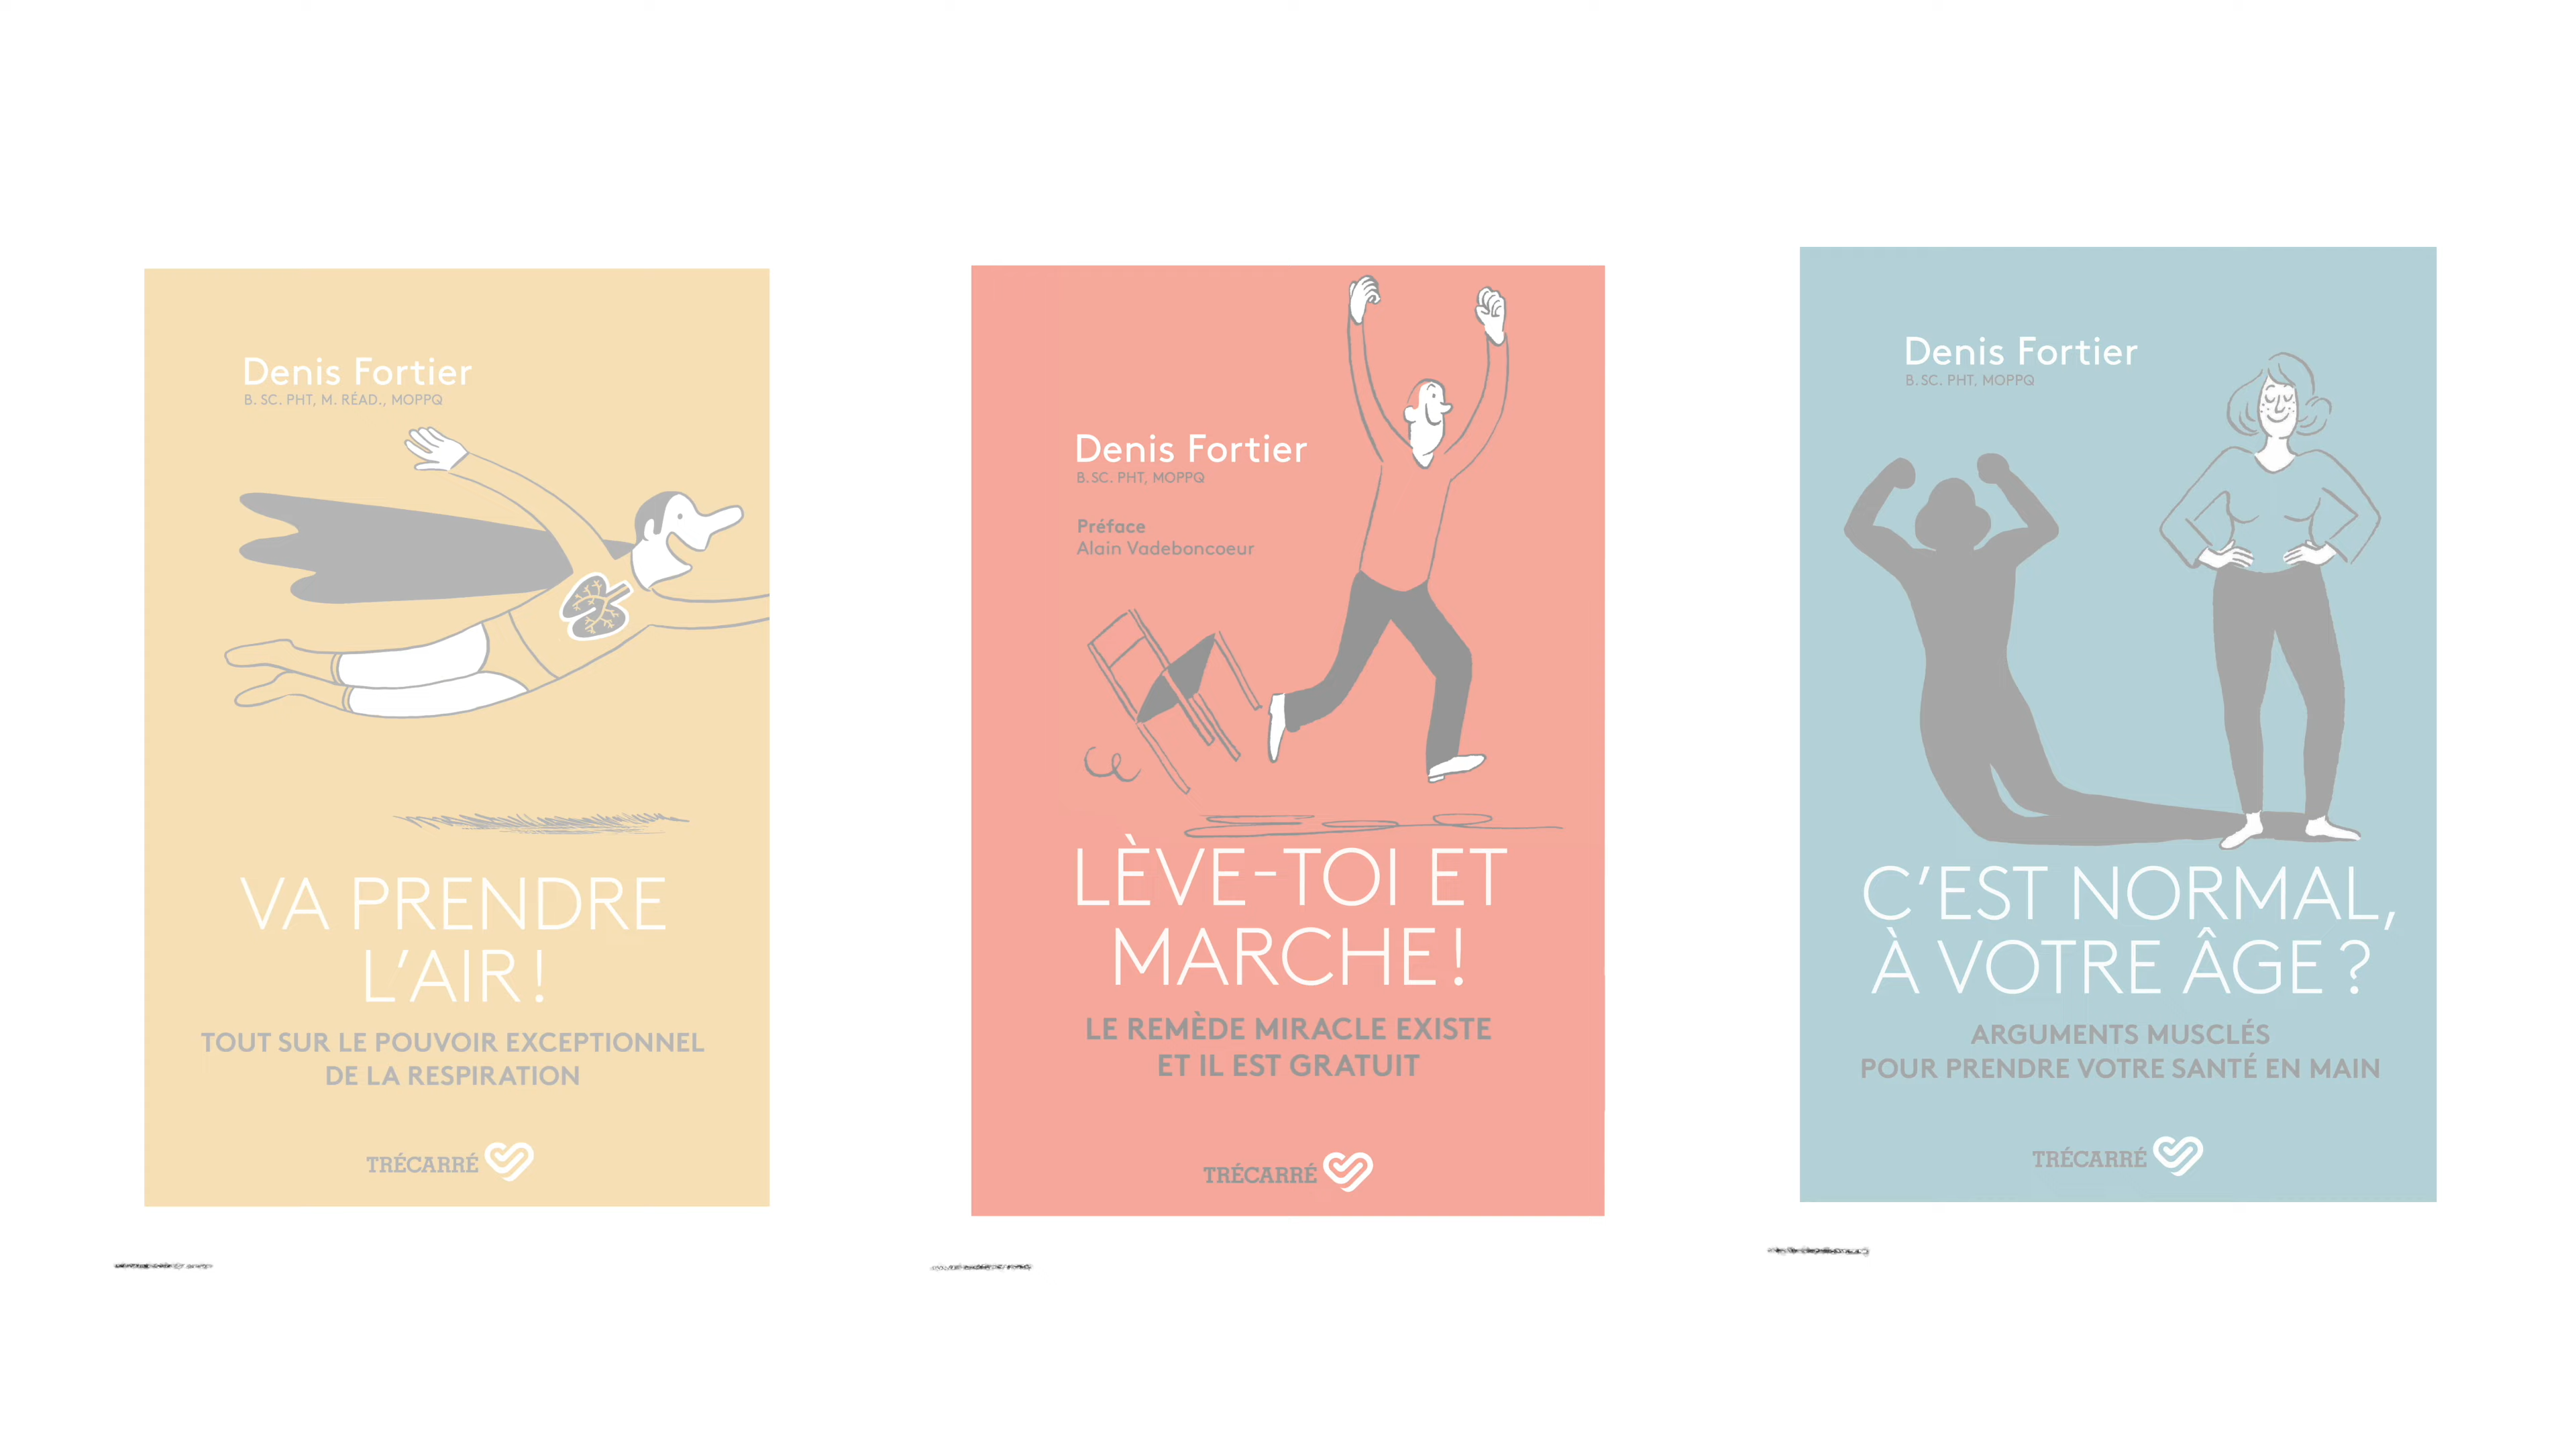 Denis Fortier
B. SC. PHT, M. RÉAD., MOPPQ
VA PRENDRE
L'AIR !
TOUT SUR LE POUVOIR EXCEPTIONNEL
DE LA RESPIRATION
TRÉCARRÉ
Denis Fortier
B. SC. PHT, MOPPQ
Préface
Alain Vadeboncoeur
LÈVE-TOI ET
MARCHE !
LE REMÈDE MIRACLE EXISTE
ET IL EST GRATUIT
TRÉCARRÉ
Denis Fortier
B. SC. PHT, MOPPQ
C'EST NORMAL,
À VOTRE ÂGE ?
ARGUMENTS MUSCLÉS
POUR PRENDRE VOTRE SANTÉ EN MAIN
TRÉCARRÉ